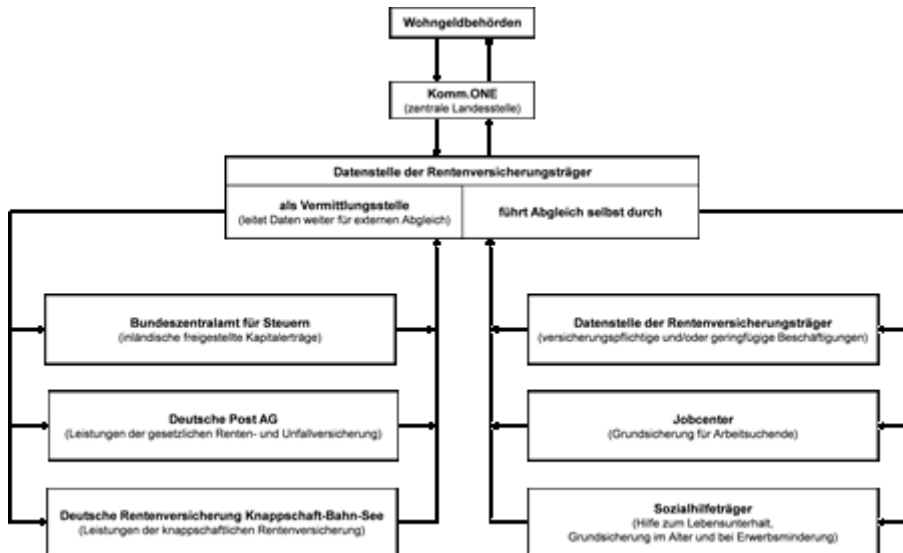 Wohngeldbehörden
Komm.ONE
(zentrale Landesstelle)
Datenstelle der Rentenversicherungsträger
als Vermittlungsstelle
(leitet Daten weiter für externen Abgleich)
führt Abgleich selbst durch
Bundeszentralamt für Steuern
(inländische freigestellte Kapitalerträge)
Datenstelle der Rentenversicherungsträger
(versicherungspflichtige und/oder geringfügige Beschäftigungen)
Deutsche Post AG
(Leistungen der gesetzlichen Renten- und Unfallversicherung)
Jobcenter
(Grundsicherung für Arbeitsuchende)
Deutsche Rentenversicherung Knappschaft-Bahn-See
(Leistungen der knappschaftlichen Rentenversicherung)
Sozialhilfeträger
(Hilfe zum Lebensunterhalt,
Grundsicherung im Alter und bei Erwerbsminderung)